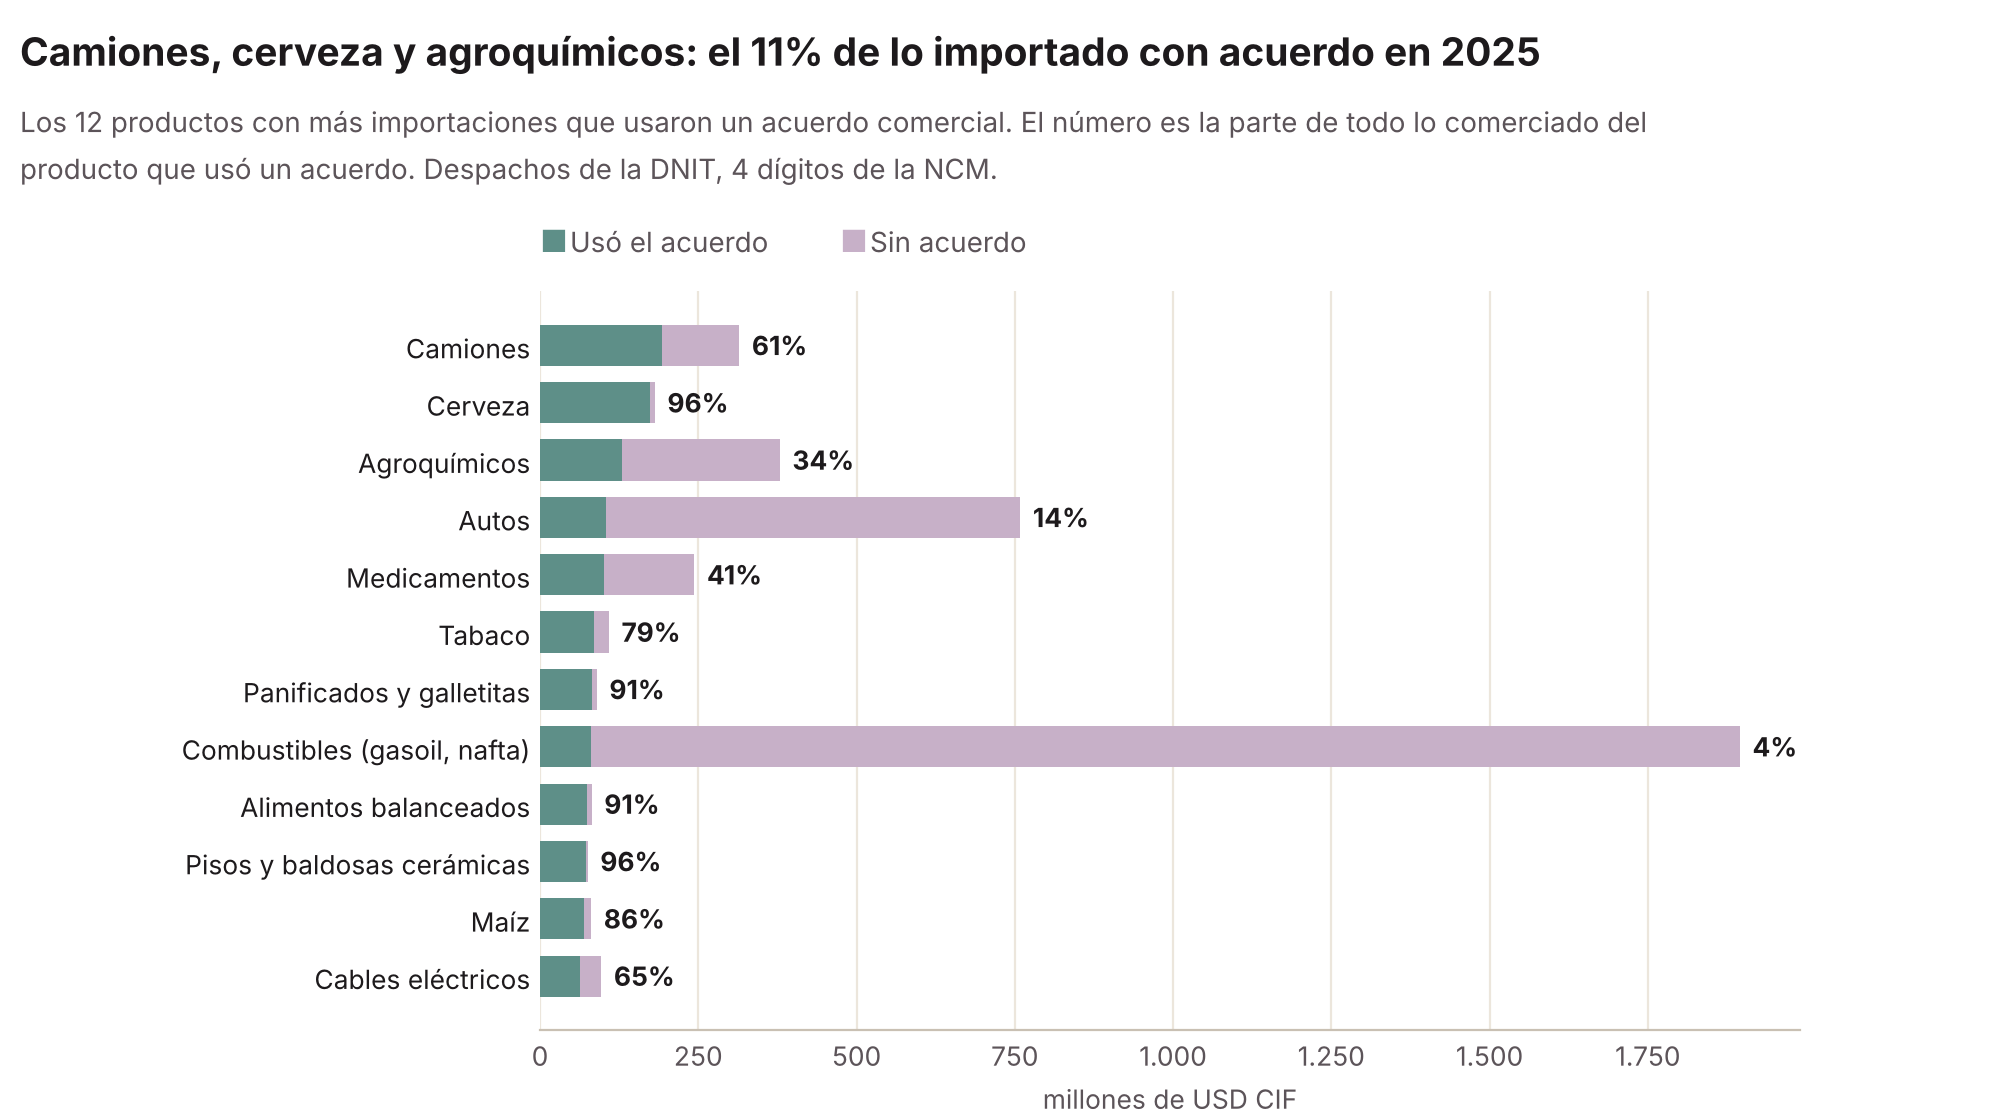 Camiones, cerveza y agroquímicos: el 11% de lo importado con acuerdo en 2025
Los 12 productos con más importaciones que usaron un acuerdo comercial. El número es la parte de todo lo comerciado del
producto que usó un acuerdo. Despachos de la DNIT, 4 dígitos de la NCM.
Usó el acuerdo Sin acuerdo
Camiones 61%
Cerveza 96%
Agroquímicos 34%
Autos 14%
Medicamentos 41%
Tabaco 79%
Panificados y galletitas 91%
Combustibles (gasoil, nafta) 4%
Alimentos balanceados 91%
Pisos y baldosas cerámicas 96%
Maíz 86%
Cables eléctricos 65%
0 250 500 750 1.000 1.250 1.500 1.750
millones de USD CIF